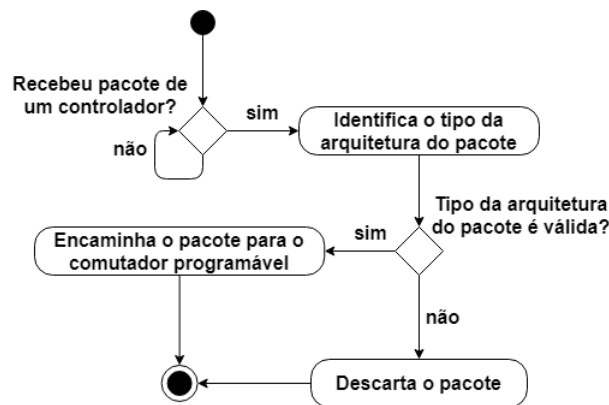 Recebeu pacote de
um controlador?
sim
não
Identifica o tipo da
arquitetura do pacote
Tipo da arquitetura
do pacote é válida?
sim
Encaminha o pacote para o
comutador programável
não
Descarta o pacote